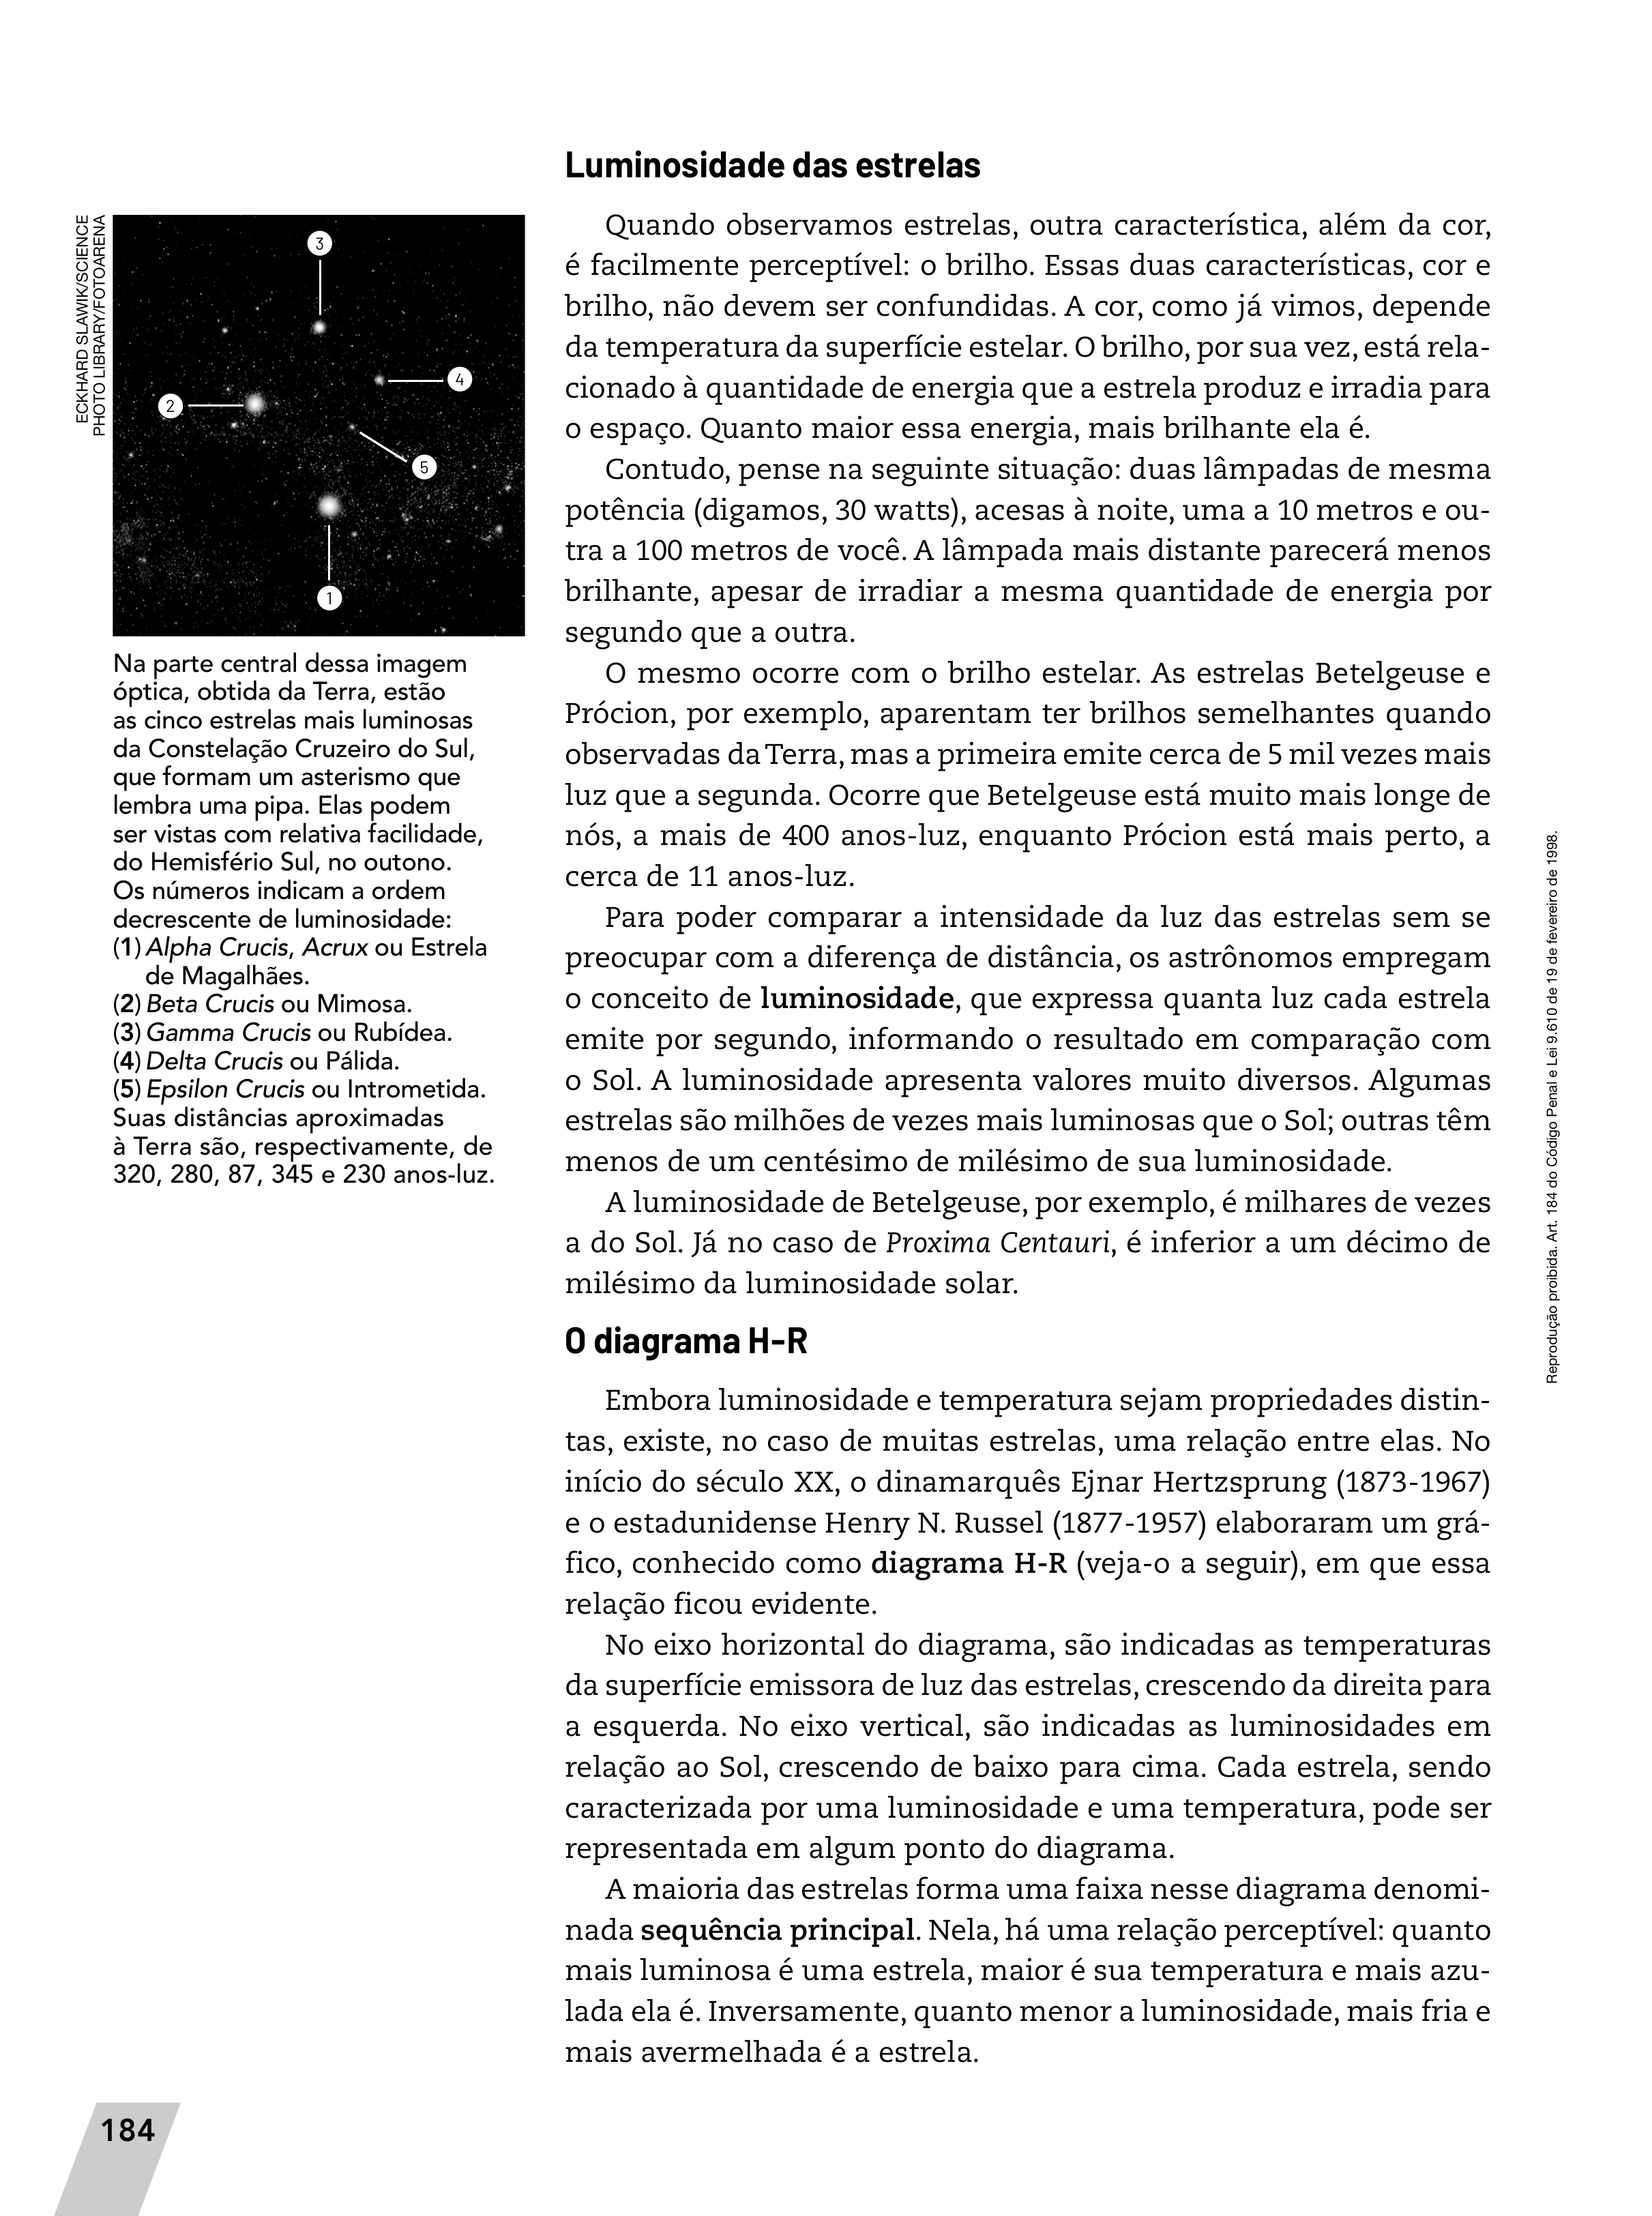 Luminosidade das estrelas
Quando observamos estrelas, outra característica, além da cor,
é facilmente perceptível: o brilho. Essas duas características, cor e
brilho, não devem ser confundidas. A cor, como já vimos, depende
da temperatura da superfície estelar. O brilho, por sua vez, está rela-
cionado à quantidade de energia que a estrela produz e irradia para
o espaço. Quanto maior essa energia, mais brilhante ela é.
Contudo, pense na seguinte situação: duas lâmpadas de mesma
potência (digamos, 30 watts), acesas à noite, uma a 10 metros e ou-
tra a 100 metros de você. A lâmpada mais distante parecerá menos
brilhante, apesar de irradiar a mesma quantidade de energia por
segundo que a outra.
O mesmo ocorre com o brilho estelar. As estrelas Betelgeuse e
Prócion, por exemplo, aparentam ter brilhos semelhantes quando
observadas da Terra, mas a primeira emite cerca de 5 mil vezes mais
luz que a segunda. Ocorre que Betelgeuse está muito mais longe de
nós, a mais de 400 anos-luz, enquanto Prócion está mais perto, a
cerca de 11 anos-luz.
Para poder comparar a intensidade da luz das estrelas sem se
preocupar com a diferença de distância, os astrônomos empregam
o conceito de luminosidade, que expressa quanta luz cada estrela
emite por segundo, informando o resultado em comparação com
o Sol. A luminosidade apresenta valores muito diversos. Algumas
estrelas são milhões de vezes mais luminosas que o Sol; outras têm
menos de um centésimo de milésimo de sua luminosidade.
A luminosidade de Betelgeuse, por exemplo, é milhares de vezes
a do Sol. Já no caso de Proxima Centauri, é inferior a um décimo de
milésimo da luminosidade solar.
O diagrama H-R
Embora luminosidade e temperatura sejam propriedades distin-
tas, existe, no caso de muitas estrelas, uma relação entre elas. No
início do século XX, o dinamarquês Ejnar Hertzsprung (1873-1967)
e o estadunidense Henry N. Russel (1877-1957) elaboraram um grá-
fico, conhecido como diagrama H-R (veja-o a seguir), em que essa
relação ficou evidente.
No eixo horizontal do diagrama, são indicadas as temperaturas
da superfície emissora de luz das estrelas, crescendo da direita para
a esquerda. No eixo vertical, são indicadas as luminosidades em
relação ao Sol, crescendo de baixo para cima. Cada estrela, sendo
caracterizada por uma luminosidade e uma temperatura, pode ser
representada em algum ponto do diagrama.
A maioria das estrelas forma uma faixa nesse diagrama denomi-
nada sequência principal. Nela, há uma relação perceptível: quanto
mais luminosa é uma estrela, maior é sua temperatura e mais azu-
lada ela é. Inversamente, quanto menor a luminosidade, mais fria e
mais avermelhada é a estrela.
ECKHARD SLAWIK/SCIENCE
PHOTO LIBRARY/FOTOARENA
3
4
2
5
1
Na parte central dessa imagem
óptica, obtida da Terra, estão
as cinco estrelas mais luminosas
da Constelação Cruzeiro do Sul,
que formam um asterismo que
lembra uma pipa. Elas podem
ser vistas com relativa facilidade,
do Hemisfério Sul, no outono.
Os números indicam a ordem
decrescente de luminosidade:
(1) Alpha Crucis, Acrux ou Estrela
de Magalhães.
(2) Beta Crucis ou Mimosa.
(3) Gamma Crucis ou Rubídea.
(4) Delta Crucis ou Pálida.
(5) Epsilon Crucis ou Intrometida.
Suas distâncias aproximadas
à Terra são, respectivamente, de
320, 280, 87, 345 e 230 anos-luz.
Reprodução proibida. Art. 184 do Código Penal e Lei 9.610 de 19 de fevereiro de 1998.
184